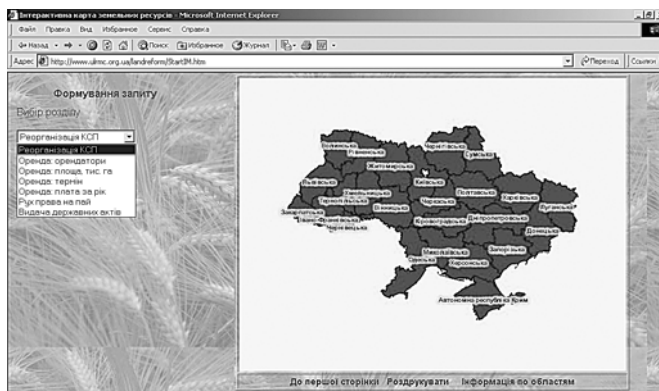 Інтерактивна карта земельних ресурсів - Microsoft Internet Explorer
Файл Правка Вид Избранное Сервис Справка
Назад Поиск Избранное Журнал
Адрес http://www.ulrmc.org.ua/landreform/StartIM.htm Переход Ссылки
Формування запиту
Вибір розділу
Реорганізація КСП
Реорганізація КСП
Оренда: орендатори
Оренда: площа, тис. га
Оренда: термін
Оренда: плата за рік
Рух права на пай
Видача державних актів
Волинська
Рівненська
Чернігівська
Сумська
Житомирська
Київська
Львівська
Хмельницька
Тернопільська
Вінницька
Черкаська
Полтавська
Харківська
Луганська
Закарпатська
Івано-Франківська
Чернівецька
Кіровоградська
Дніпропетровська
Донецька
Миколаївська
Запорізька
Одеська
Херсонська
Автономна республіка Крим
До першої сторінки Роздрукувати Інформація по областям